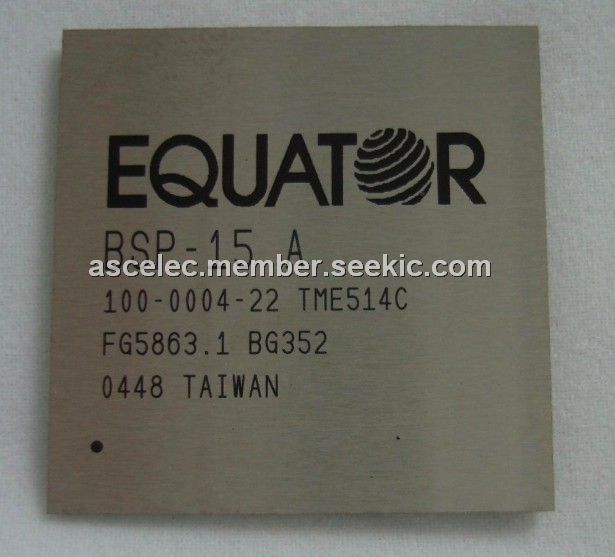 EQUATOR
BSP-15 A
ascelec.member.seekic.com
100-0004-22 TME514C
FG5863.1 BG352
0448 TAIWAN